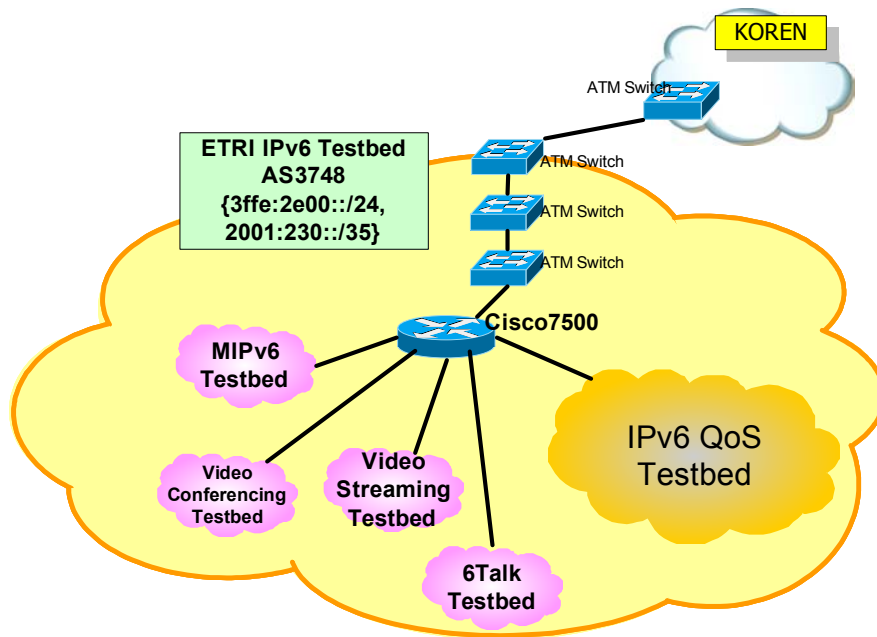 KOREN
ATM Switch
ETRI IPv6 Testbed
AS3748
{3ffe:2e00::/24,
2001:230::/35}
ATM Switch
ATM Switch
ATM Switch
Cisco7500
MIPv6
Testbed
Video
Conferencing
Testbed
Video
Streaming
Testbed
6Talk
Testbed
IPv6 QoS
Testbed